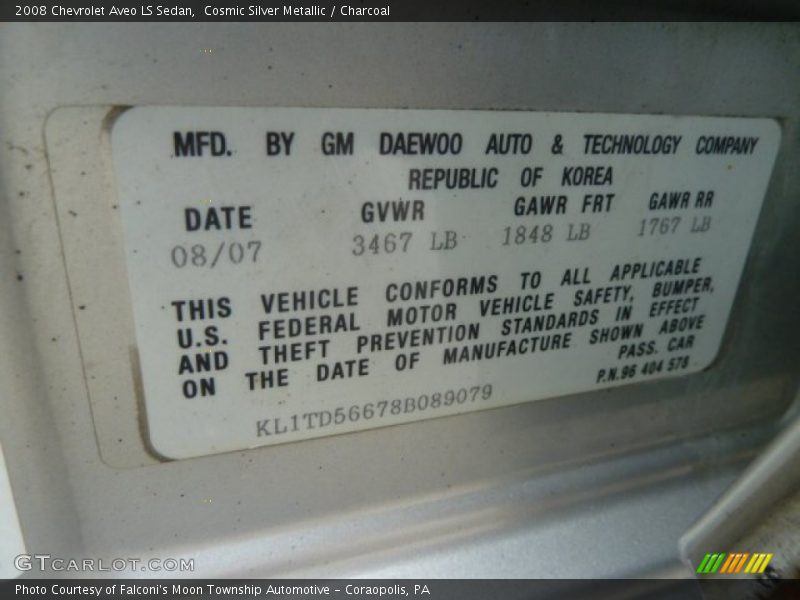 2008 Chevrolet Aveo LS Sedan,  Cosmic Silver Metallic / Charcoal
MFD. BY GM DAEWOO AUTO & TECHNOLOGY COMPANY
REPUBLIC OF KOREA
DATE GVWR GAWR FRT GAWR RR
08/07 3467 LB 1848 LB 1767 LB
THIS VEHICLE CONFORMS TO ALL APPLICABLE
U.S. FEDERAL MOTOR VEHICLE SAFETY, BUMPER,
AND THEFT PREVENTION STANDARDS IN EFFECT
ON THE DATE OF MANUFACTURE SHOWN ABOVE
PASS. CAR
KL1TD56678B089079 P.N.96 404 578
GTCARLOT.COM
Photo Courtesy of Falconi's Moon Township Automotive - Coraopolis, PA